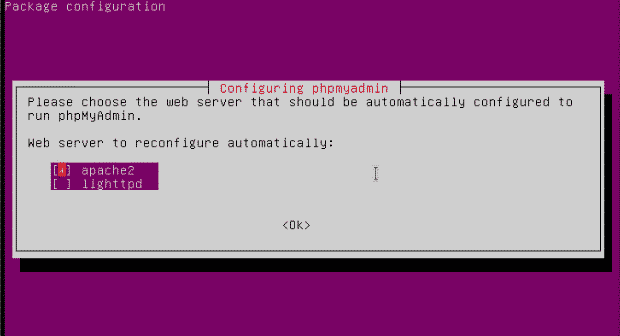 Package configuration
Configuring phpmyadmin
Please choose the web server that should be automatically configured to
run phpMyAdmin.
Web server to reconfigure automatically:
[*] apache2
[ ] lighttpd
<Ok>